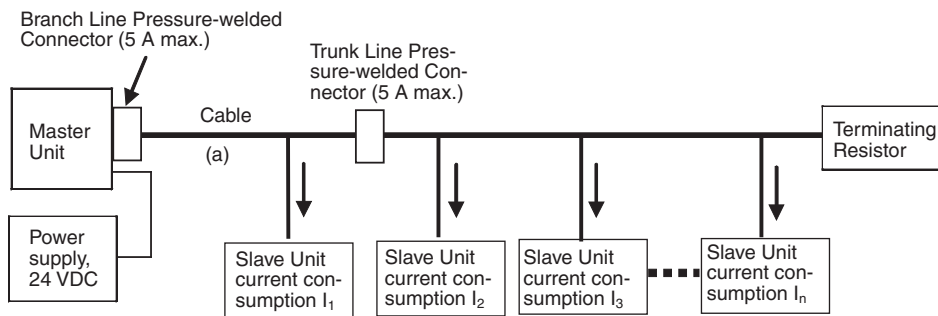 Branch Line Pressure-welded
Connector (5 A max.)
Trunk Line Pres-
sure-welded Con-
nector (5 A max.)
Master
Unit
Cable
(a)
Terminating
Resistor
Power
supply,
24 VDC
Slave Unit
current con-
sumption I1
Slave Unit
current con-
sumption I2
Slave Unit
current con-
sumption I3
Slave Unit
current con-
sumption In